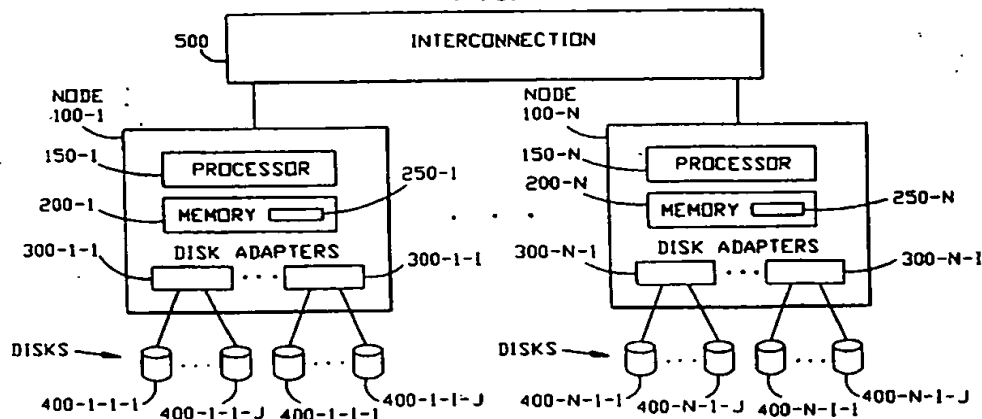 500
INTERCONNECTION
NODE
100-1
150-1
PROCESSOR
250-1
200-1
MEMORY
DISK ADAPTERS
300-1-1
300-1-I
DISKS
400-1-1-1
400-1-1-J
400-1-I-1
400-1-I-J
NODE
100-N
150-N
PROCESSOR
200-N
MEMORY
250-N
DISK ADAPTERS
300-N-1
300-N-I
DISKS
400-N-1-1
400-N-1-J
400-N-I-1
400-N-I-J